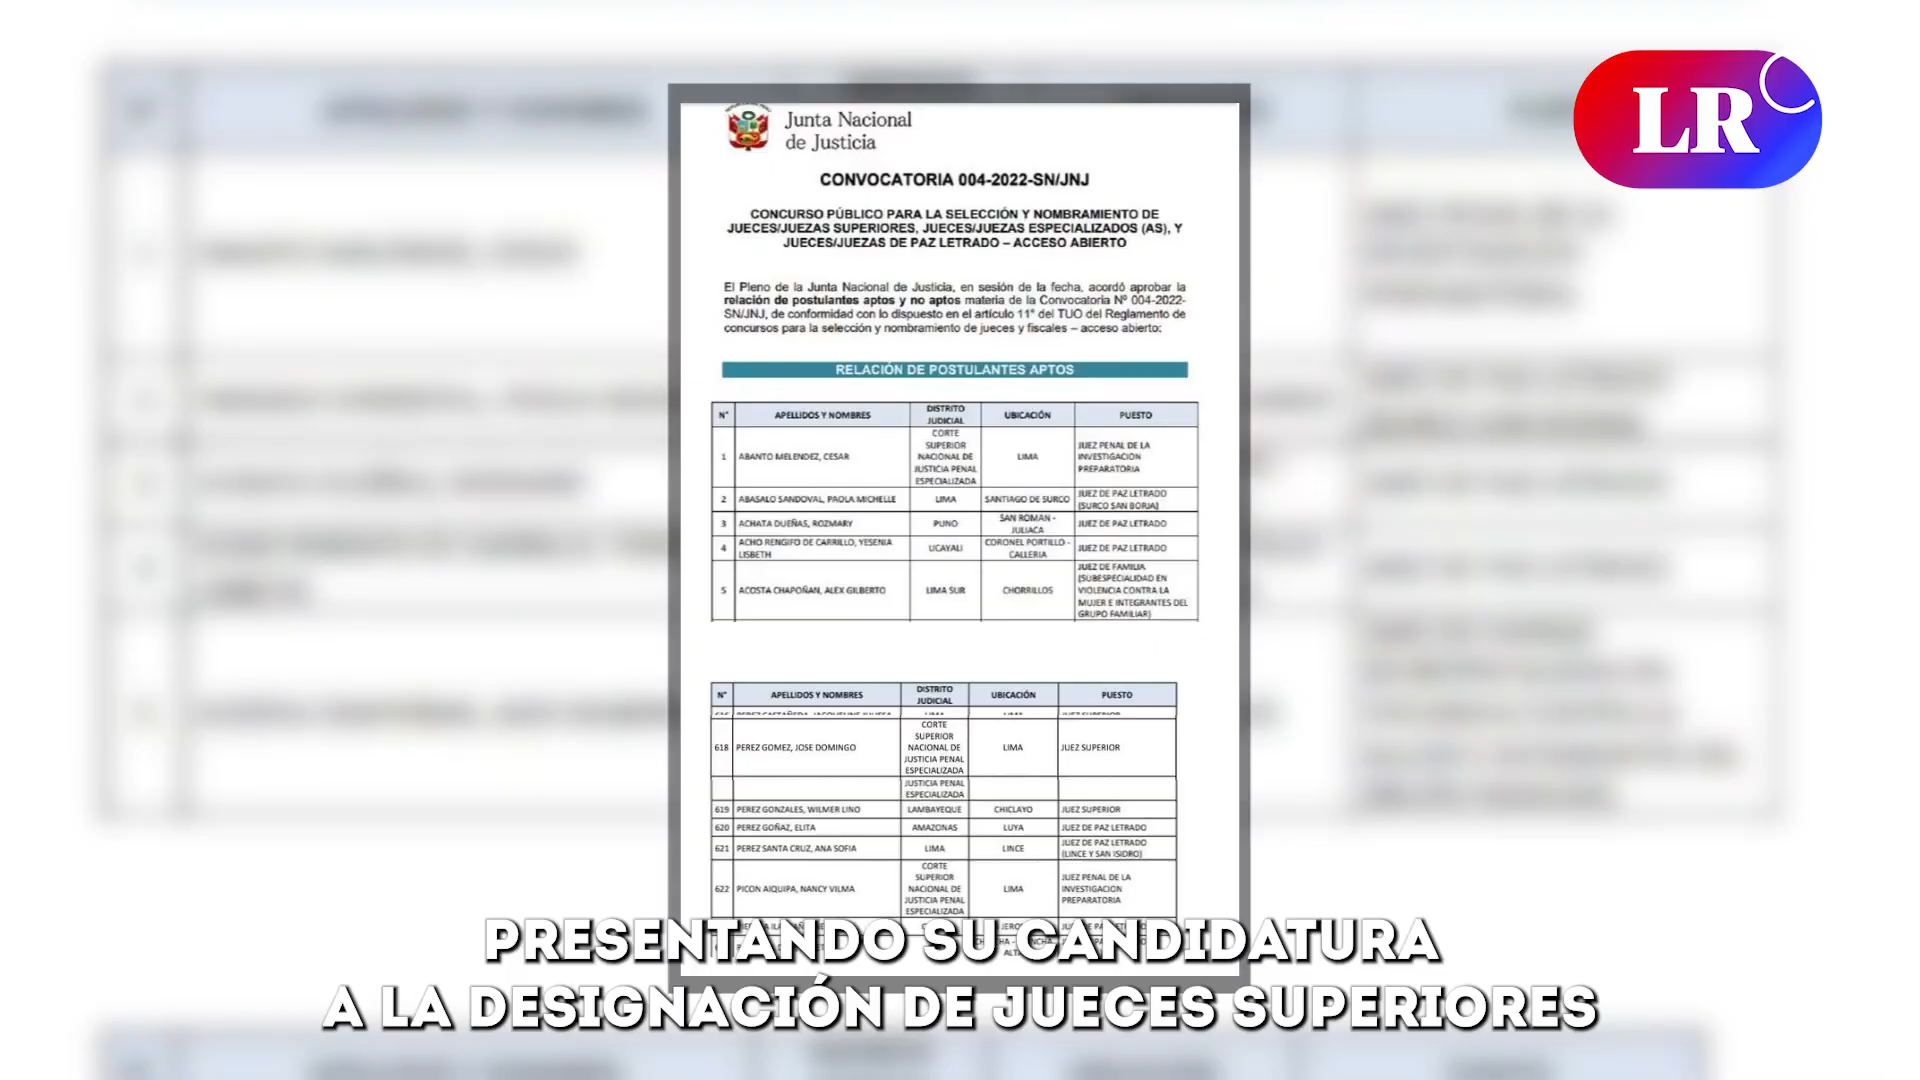 LR
Junta Nacional
de Justicia
CONVOCATORIA 004-2022-SN/JNJ
CONCURSO PÚBLICO PARA LA SELECCIÓN Y NOMBRAMIENTO DE
JUECES/JUEZAS SUPERIORES, JUECES/JUEZAS ESPECIALIZADOS (AS), Y
JUECES/JUEZAS DE PAZ LETRADO – ACCESO ABIERTO
El Pleno de la Junta Nacional de Justicia, en sesión de la fecha, acordó aprobar la
relación de postulantes aptos y no aptos materia de la Convocatoria Nº 004-2022-
SN/JNJ, de conformidad con lo dispuesto en el artículo 11° del TUO del Reglamento de
concursos para la selección y nombramiento de jueces y fiscales – acceso abierto:
RELACIÓN DE POSTULANTES APTOS
N° APELLIDOS Y NOMBRES DISTRITO JUDICIAL UBICACIÓN PUESTO
1 ABANTO MELENDEZ, CESAR CORTE SUPERIOR NACIONAL DE JUSTICIA PENAL ESPECIALIZADA LIMA JUEZ PENAL DE LA INVESTIGACION PREPARATORIA
2 ABASALO SANDOVAL, PAOLA MICHELLE LIMA SANTIAGO DE SURCO JUEZ DE PAZ LETRADO (SURCO SAN BORJA)
3 ACHATA DUEÑAS, ROZMARY PUNO SAN ROMAN - JULIACA JUEZ DE PAZ LETRADO
4 ACHO RENGIFO DE CARRILLO, YESENIA LISBETH UCAYALI CORONEL PORTILLO - CALLERIA JUEZ DE PAZ LETRADO
5 ACOSTA CHAPOÑAN, ALEX GILBERTO LIMA SUR CHORRILLOS JUEZ DE FAMILIA (SUBESPECIALIDAD EN VIOLENCIA CONTRA LA MUJER E INTEGRANTES DEL GRUPO FAMILIAR)
N° APELLIDOS Y NOMBRES DISTRITO JUDICIAL UBICACIÓN PUESTO
618 PEREZ GOMEZ, JOSE DOMINGO CORTE SUPERIOR NACIONAL DE JUSTICIA PENAL ESPECIALIZADA LIMA JUEZ SUPERIOR
JUSTICIA PENAL ESPECIALIZADA
619 PEREZ GONZALES, WILMER LINO LAMBAYEQUE CHICLAYO JUEZ SUPERIOR
620 PEREZ GOÑAZ, ELITA AMAZONAS LUYA JUEZ DE PAZ LETRADO
621 PEREZ SANTA CRUZ, ANA SOFIA LIMA LINCE JUEZ DE PAZ LETRADO (LINCE Y SAN ISIDRO)
622 PICON AIQUIPA, NANCY VILMA CORTE SUPERIOR NACIONAL DE JUSTICIA PENAL ESPECIALIZADA LIMA JUEZ PENAL DE LA INVESTIGACION PREPARATORIA
PRESENTANDO SU CANDIDATURA
A LA DESIGNACIÓN DE JUECES SUPERIORES